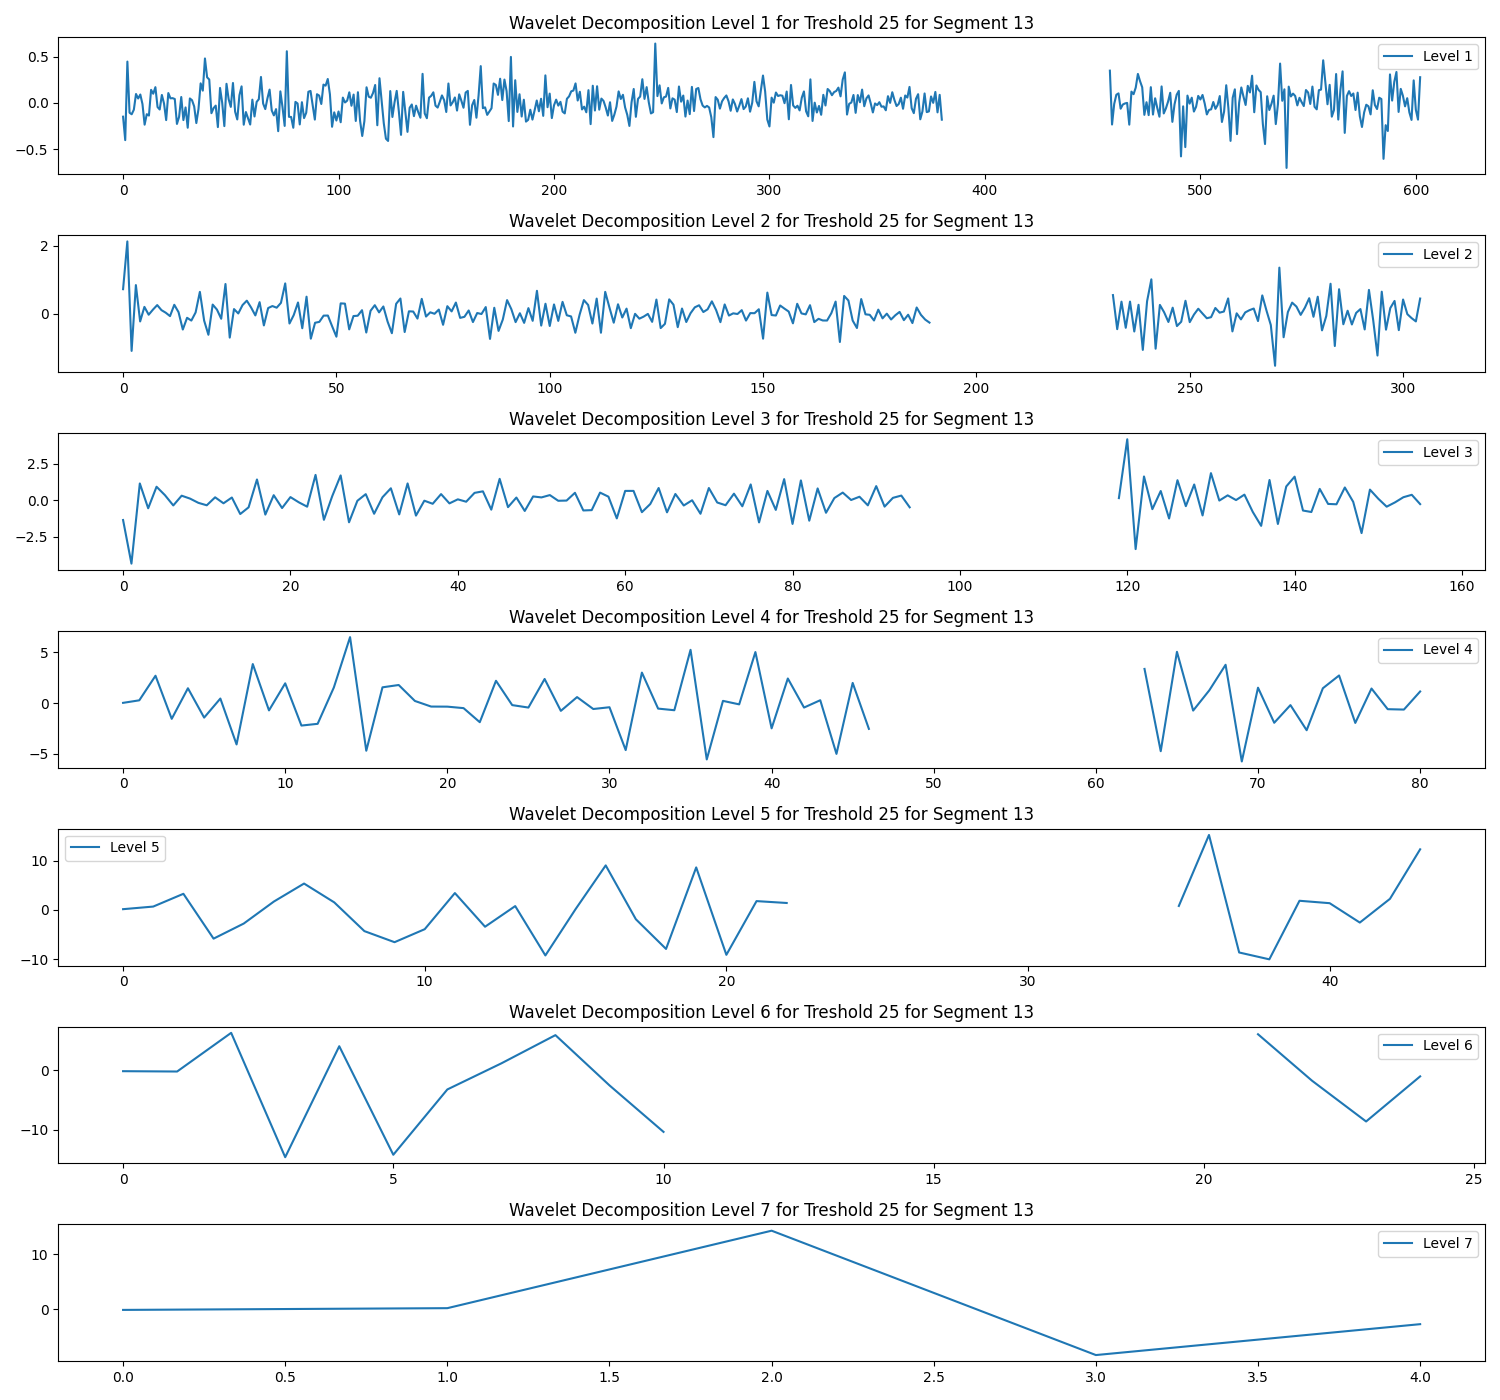 Wavelet Decomposition Level 1 for Treshold 25 for Segment 13
Level 1
0.5
0.0
−0.5
0 100 200 300 400 500 600
Wavelet Decomposition Level 2 for Treshold 25 for Segment 13
Level 2
2
0
0 50 100 150 200 250 300
Wavelet Decomposition Level 3 for Treshold 25 for Segment 13
Level 3
2.5
0.0
−2.5
0 20 40 60 80 100 120 140 160
Wavelet Decomposition Level 4 for Treshold 25 for Segment 13
Level 4
5
0
−5
0 10 20 30 40 50 60 70 80
Wavelet Decomposition Level 5 for Treshold 25 for Segment 13
Level 5
10
0
−10
0 10 20 30 40
Wavelet Decomposition Level 6 for Treshold 25 for Segment 13
Level 6
0
−10
0 5 10 15 20 25
Wavelet Decomposition Level 7 for Treshold 25 for Segment 13
Level 7
10
0
0.0 0.5 1.0 1.5 2.0 2.5 3.0 3.5 4.0